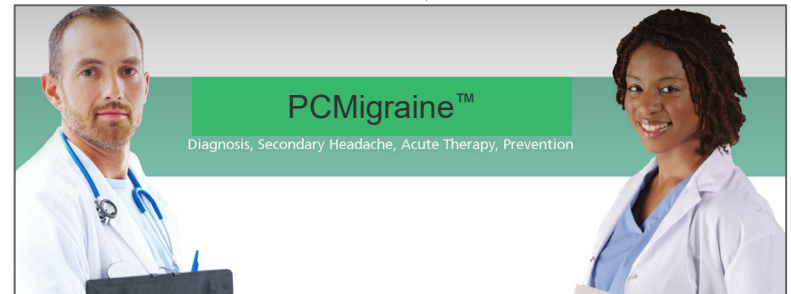 PCMigraine™
Diagnosis, Secondary Headache, Acute Therapy, Prevention